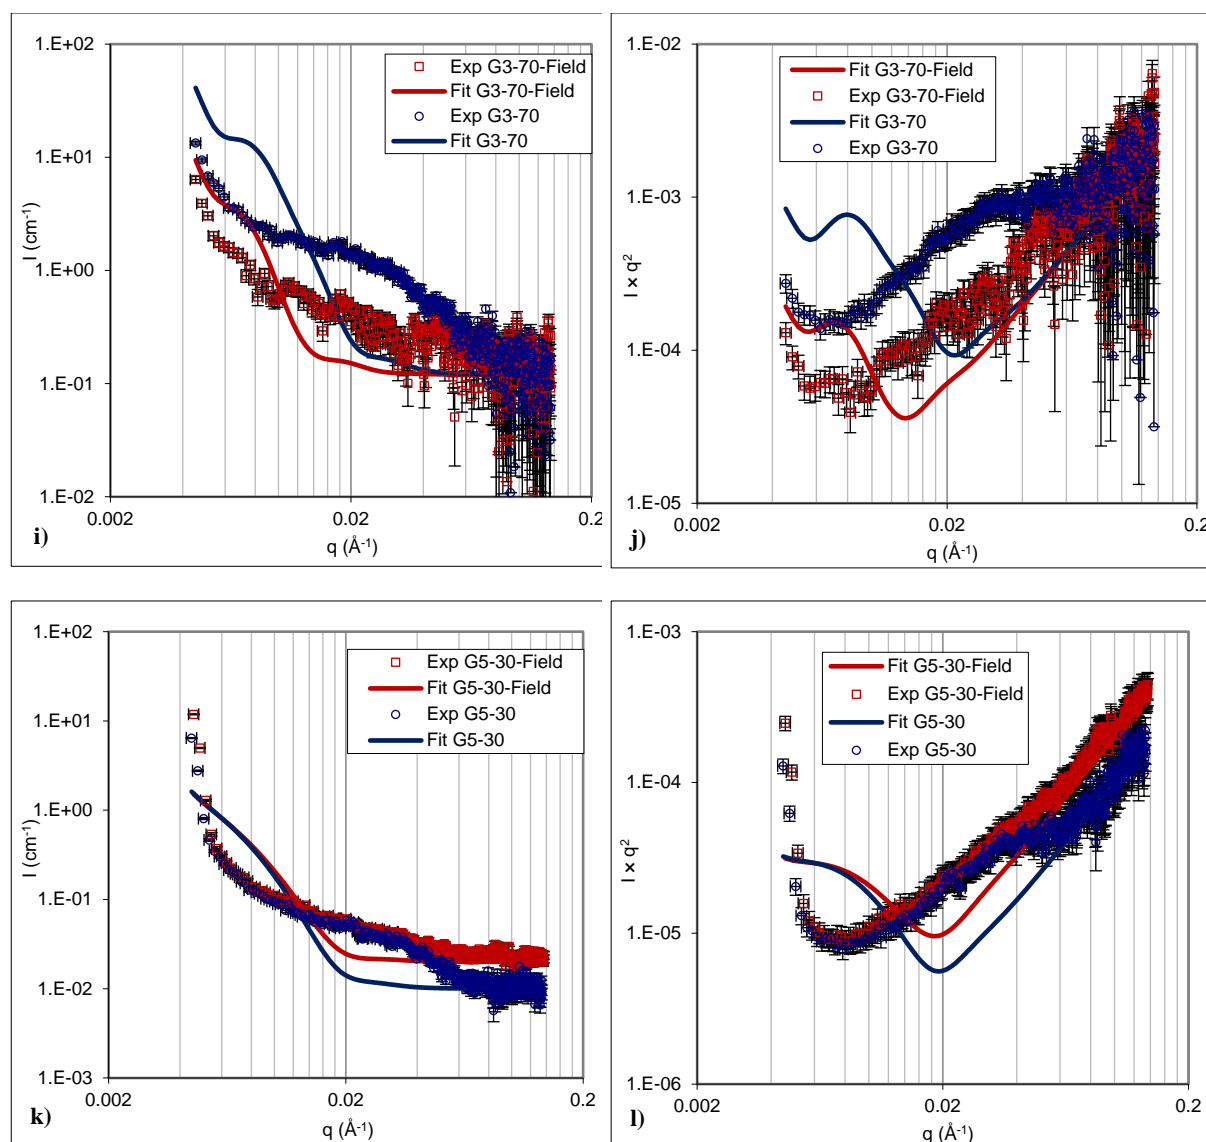 1.E+02
1.E+01
1.E+00
1.E-01
1.E-02
I (cm-1)
Exp G3-70-Field
Fit G3-70-Field
Exp G3-70
Fit G3-70
0.002
0.02
0.2
q (Å-1)
i)
1.E-02
1.E-03
1.E-04
1.E-05
I × q2
Fit G3-70-Field
Exp G3-70-Field
Fit G3-70
Exp G3-70
0.002
0.02
0.2
q (Å-1)
j)
1.E+02
1.E+01
1.E+00
1.E-01
1.E-02
1.E-03
I (cm-1)
Exp G5-30-Field
Fit G5-30-Field
Exp G5-30
Fit G5-30
0.002
0.02
0.2
q (Å-1)
k)
1.E-03
1.E-04
1.E-05
1.E-06
I × q2
Fit G5-30-Field
Exp G5-30-Field
Fit G5-30
Exp G5-30
0.002
0.02
0.2
q (Å-1)
l)